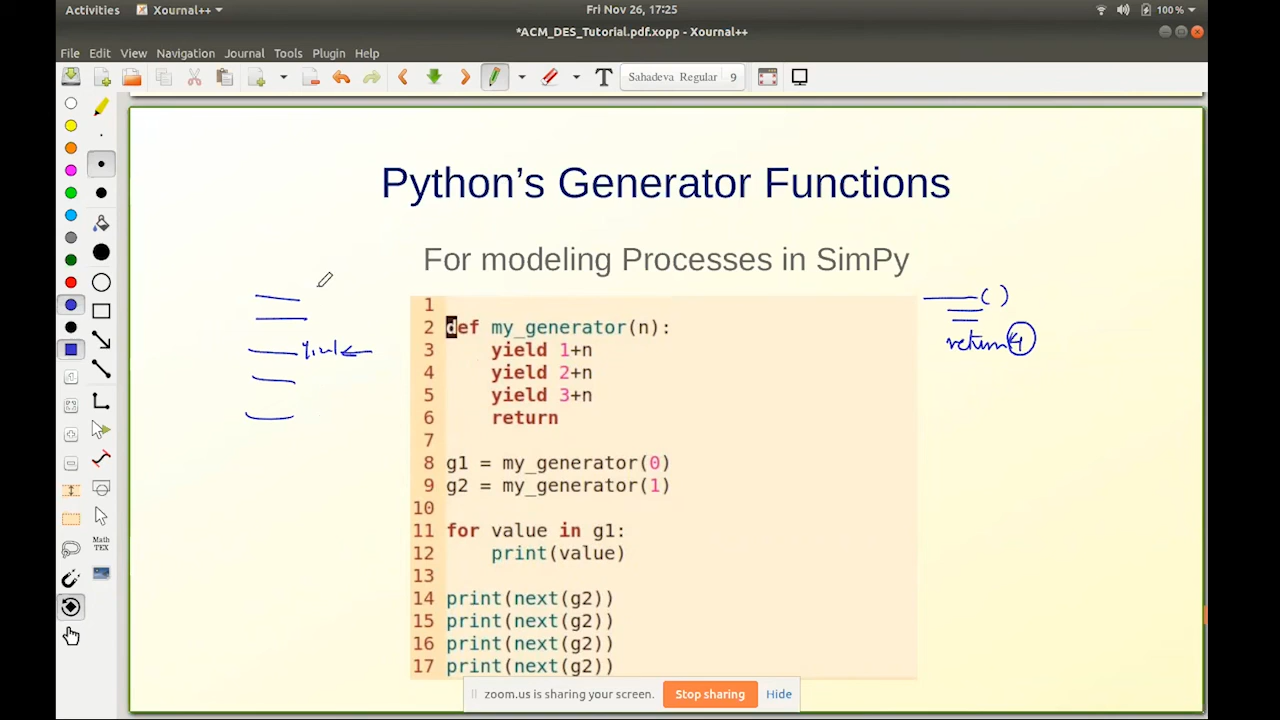 Activities Xournal++ Fri Nov 26, 17:25 100 %
*ACM_DES_Tutorial.pdf.xopp - Xournal++
File Edit View Navigation Journal Tools Plugin Help
Sahadeva Regular 9
Python's Generator Functions
For modeling Processes in SimPy
1
2 def my_generator(n):
3 yield 1+n
4 yield 2+n
5 yield 3+n
6 return
7
8 g1 = my_generator(0)
9 g2 = my_generator(1)
10
11 for value in g1:
12 print(value)
13
14 print(next(g2))
15 print(next(g2))
16 print(next(g2))
17 print(next(g2))
( )
return 4
Math
TEX
zoom.us is sharing your screen. Stop sharing Hide